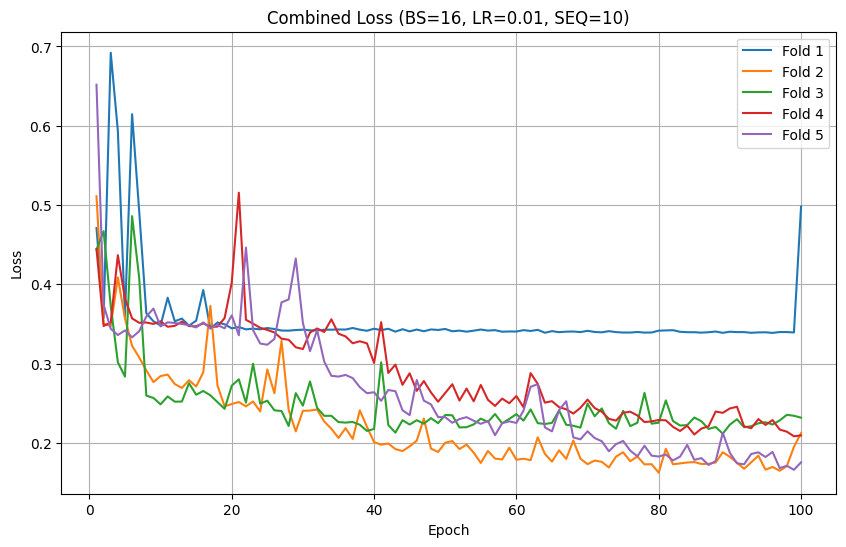 Combined Loss (BS=16, LR=0.01, SEQ=10)
Fold 1
Fold 2
Fold 3
Fold 4
Fold 5
Loss
0.7
0.6
0.5
0.4
0.3
0.2
0 20 40 60 80 100
Epoch